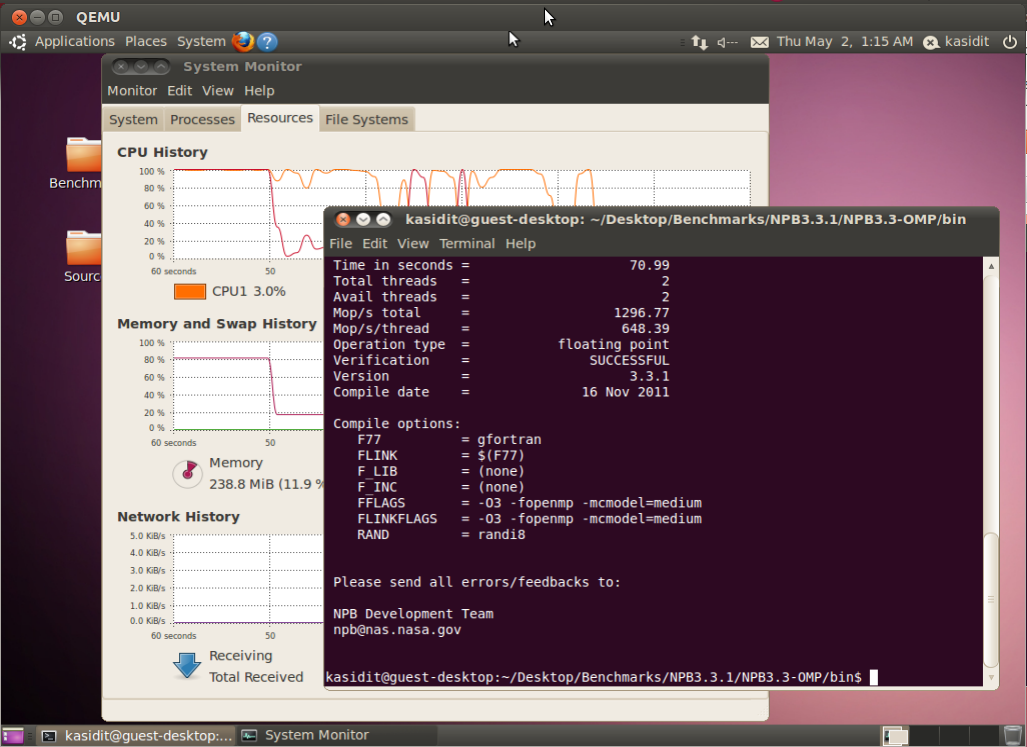 QEMU
Applications Places System ? Thu May 2, 1:15 AM kasidit
System Monitor
Monitor Edit View Help
System Processes Resources File Systems
Benchm
Sourc
CPU History
100 %
80 %
60 %
40 %
20 %
0 %
60 seconds 50
CPU1 3.0%
Memory and Swap History
100 %
80 %
60 %
40 %
20 %
0 %
60 seconds 50
Memory
238.8 MiB (11.9 %
Network History
5.0 KiB/s
4.0 KiB/s
3.0 KiB/s
2.0 KiB/s
1.0 KiB/s
0.0 KiB/s
60 seconds 50
Receiving
Total Received
kasidit@guest-desktop: ~/Desktop/Benchmarks/NPB3.3.1/NPB3.3-OMP/bin
File Edit View Terminal Help
Time in seconds = 70.99
Total threads = 2
Avail threads = 2
Mop/s total = 1296.77
Mop/s/thread = 648.39
Operation type = floating point
Verification = SUCCESSFUL
Version = 3.3.1
Compile date = 16 Nov 2011
Compile options:
F77 = gfortran
FLINK = $(F77)
F_LIB = (none)
F_INC = (none)
FFLAGS = -O3 -fopenmp -mcmodel=medium
FLINKFLAGS = -O3 -fopenmp -mcmodel=medium
RAND = randi8
Please send all errors/feedbacks to:
NPB Development Team
npb@nas.nasa.gov
kasidit@guest-desktop:~/Desktop/Benchmarks/NPB3.3.1/NPB3.3-OMP/bin$
kasidit@guest-desktop:... System Monitor